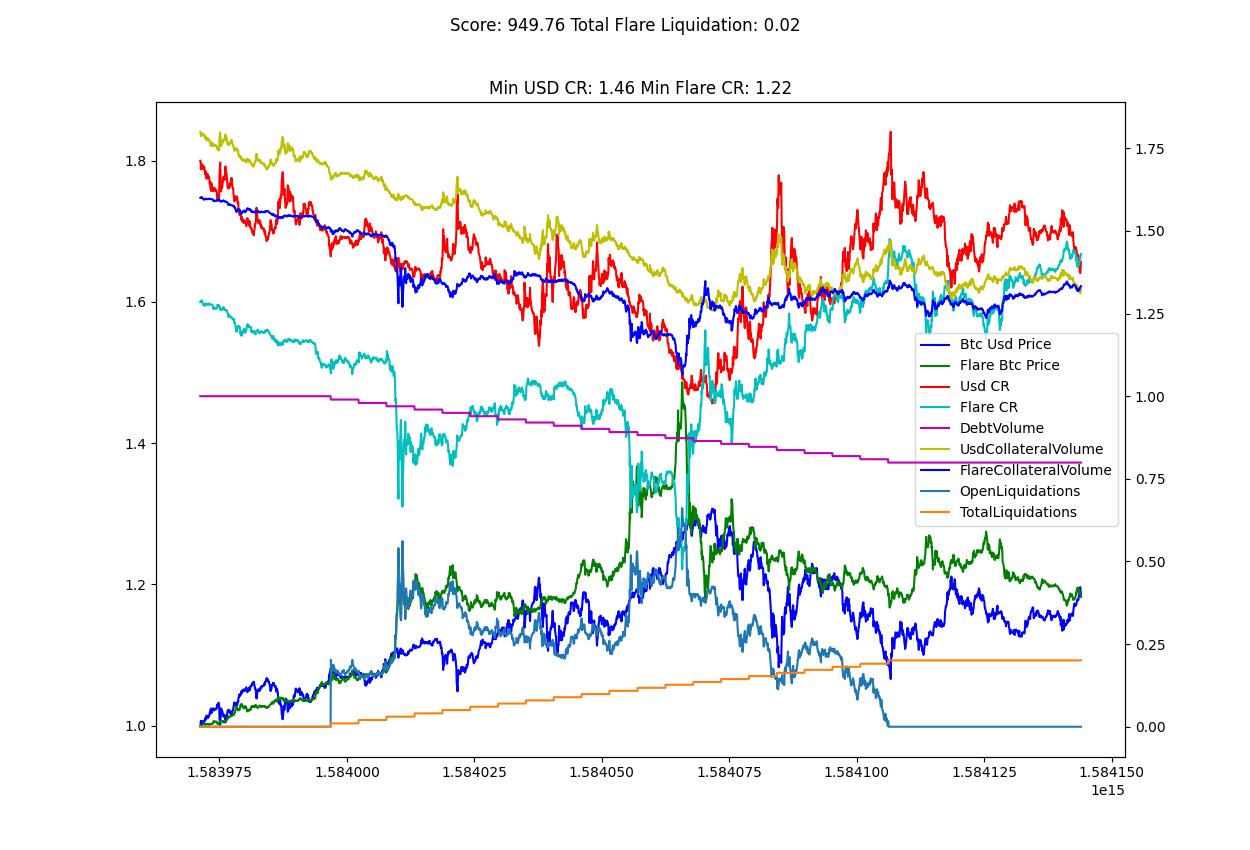 Score: 949.76 Total Flare Liquidation: 0.02
Min USD CR: 1.46 Min Flare CR: 1.22
1.8
1.6
1.4
1.2
1.0
1.75
1.50
1.25
1.00
0.75
0.50
0.25
0.00
Btc Usd Price
Flare Btc Price
Usd CR
Flare CR
DebtVolume
UsdCollateralVolume
FlareCollateralVolume
OpenLiquidations
TotalLiquidations
1.583975 1.584000 1.584025 1.584050 1.584075 1.584100 1.584125 1.584150
1e15